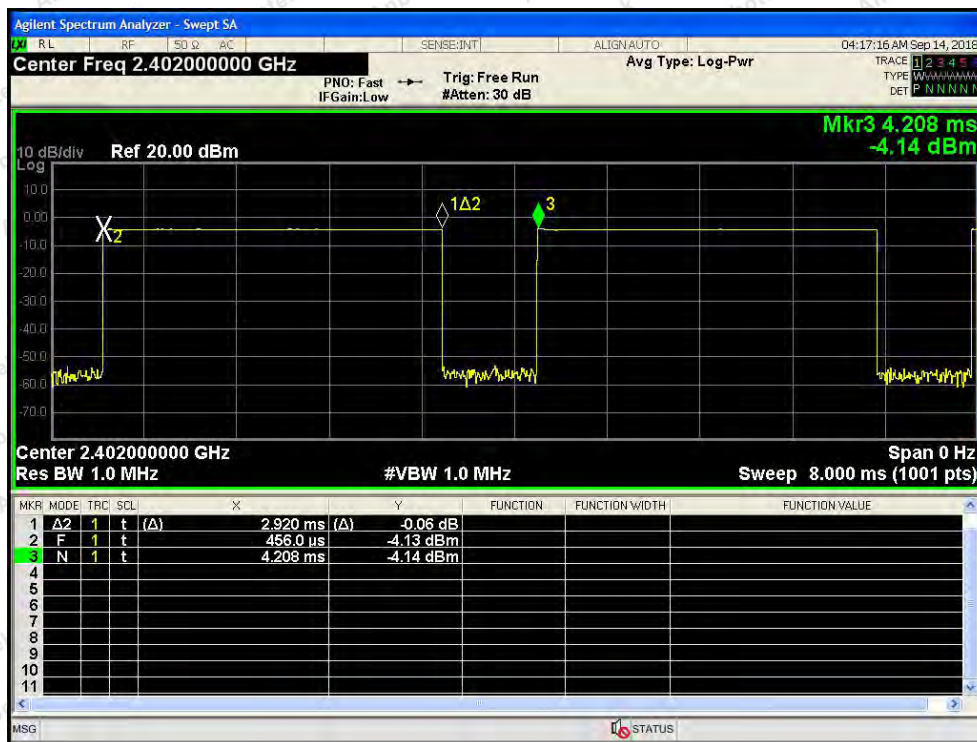 Agilent Spectrum Analyzer - Swept SA
LXI RL RF 50 Ω AC SENSE:INT ALIGNAUTO 04:17:16 AM Sep 14, 2018
Center Freq 2.402000000 GHz Avg Type: Log-Pwr TRACE 1 2 3 4 5
PNO: Fast Trig: Free Run TYPE
IFGain:Low #Atten: 30 dB DET P N N N N N
Mkr3 4.208 ms
10 dB/div Ref 20.00 dBm -4.14 dBm
Log
10.0
0.00
-10.0
-20.0
-30.0
-40.0
-50.0
-60.0
-70.0
X2 1Δ2 3
Center 2.402000000 GHz Span 0 Hz
Res BW 1.0 MHz #VBW 1.0 MHz Sweep 8.000 ms (1001 pts)
MKR MODE TRC SCL X Y FUNCTION FUNCTION WIDTH FUNCTION VALUE
1 Δ2 1 t (Δ) 2.920 ms (Δ) -0.06 dB
2 F 1 t 456.0 µs -4.13 dBm
3 N 1 t 4.208 ms -4.14 dBm
4
5
6
7
8
9
10
11
MSG STATUS